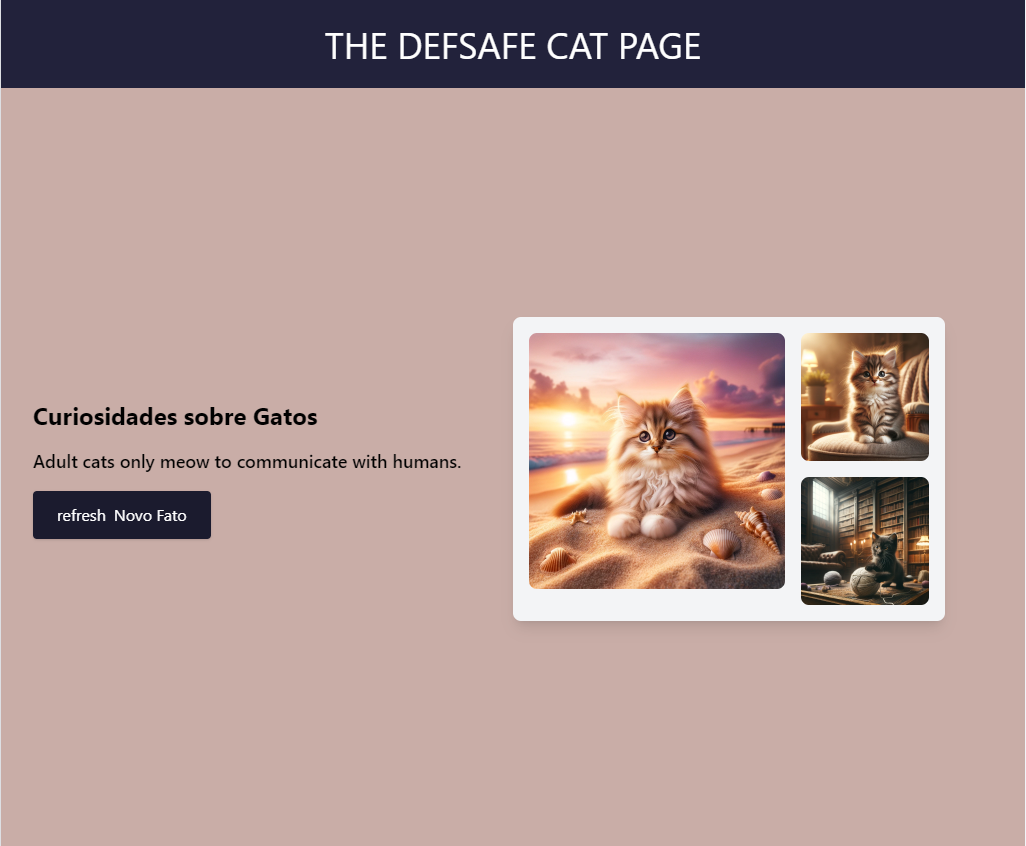 THE DEFSAFE CAT PAGE
Curiosidades sobre Gatos
Adult cats only meow to communicate with humans.
refresh Novo Fato